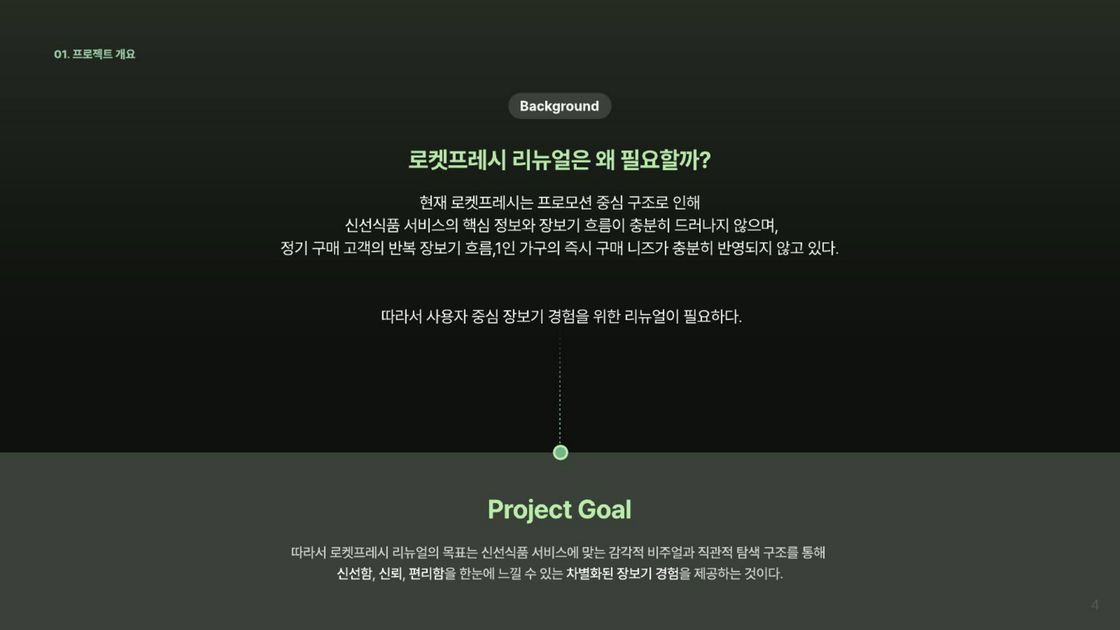 01. 프로젝트 개요
Background
로켓프레시 리뉴얼은 왜 필요할까?
현재 로켓프레시는 프로모션 중심 구조로 인해
신선식품 서비스의 핵심 정보와 장보기 흐름이 충분히 드러나지 않으며,
정기 구매 고객의 반복 장보기 흐름,1인 가구의 즉시 구매 니즈가 충분히 반영되지 않고 있다.
따라서 사용자 중심 장보기 경험을 위한 리뉴얼이 필요하다.
Project Goal
따라서 로켓프레시 리뉴얼의 목표는 신선식품 서비스에 맞는 감각적 비주얼과 직관적 탐색 구조를 통해
신선함, 신뢰, 편리함을 한눈에 느낄 수 있는 차별화된 장보기 경험을 제공하는 것이다.
4